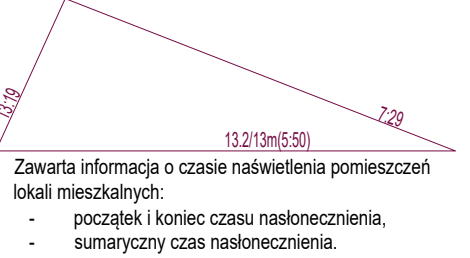 13:19
7:29
13.2/13m(5:50)
Zawarta informacja o czasie naświetlenia pomieszczeń
lokali mieszkalnych:
- początek i koniec czasu nasłonecznienia,
- sumaryczny czas nasłonecznienia.